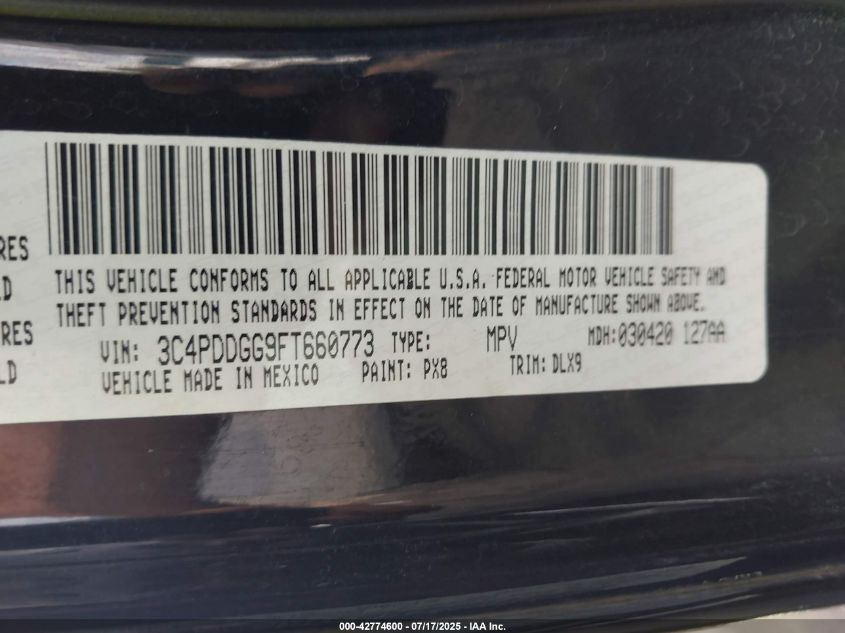 RES
LD
THIS VEHICLE CONFORMS TO ALL APPLICABLE U.S.A. FEDERAL MOTOR VEHICLE SAFETY AND
THEFT PREVENTION STANDARDS IN EFFECT ON THE DATE OF MANUFACTURE SHOWN ABOVE.
RES
LD
VIN: 3C4PDDGG9FT660773 TYPE: MPV MDH:030420 127AA
VEHICLE MADE IN MEXICO PAINT: PX8 TRIM: DLX9
000-42774600 - 07/17/2025 - IAA Inc.